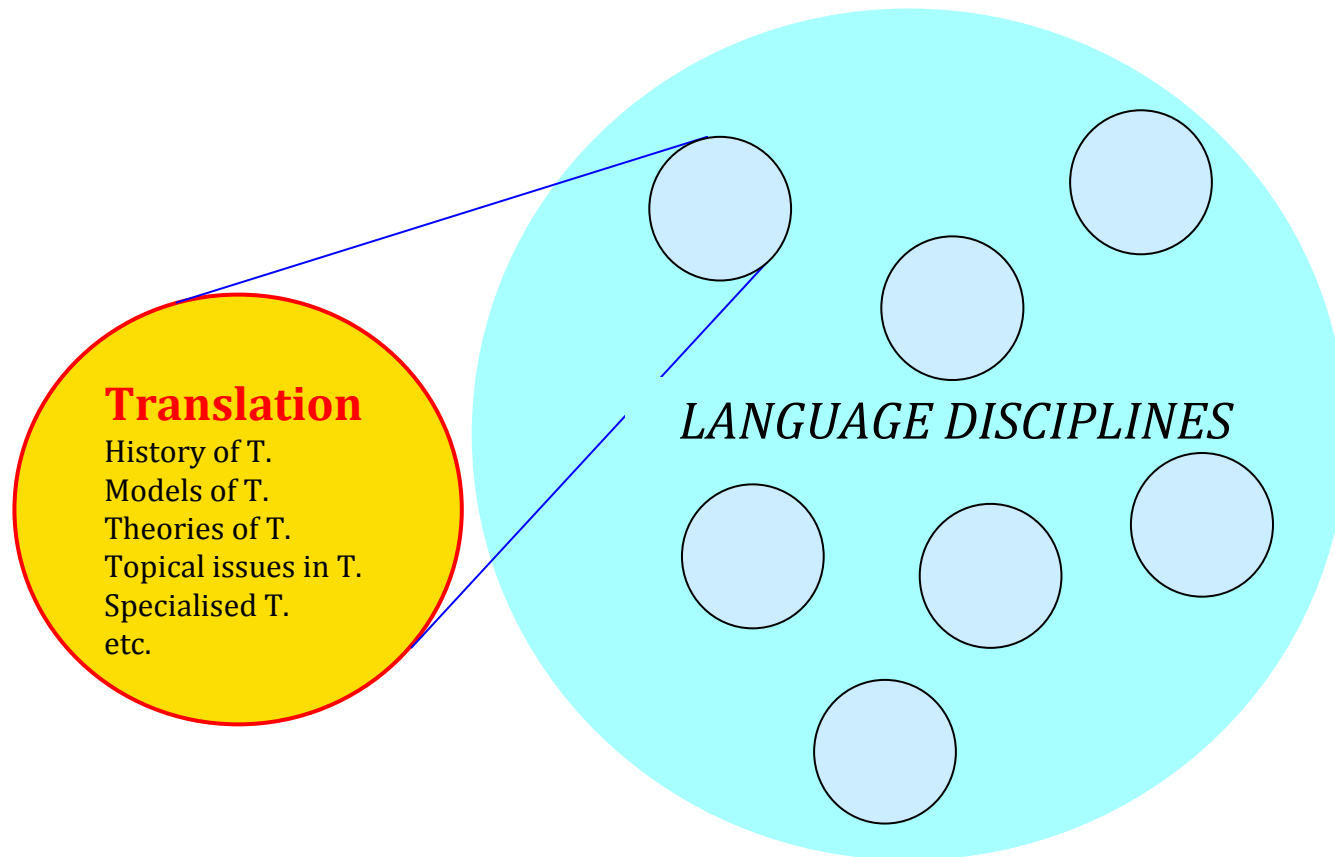 Translation
History of T.
Models of T.
Theories of T.
Topical issues in T.
Specialised T.
etc.
LANGUAGE DISCIPLINES